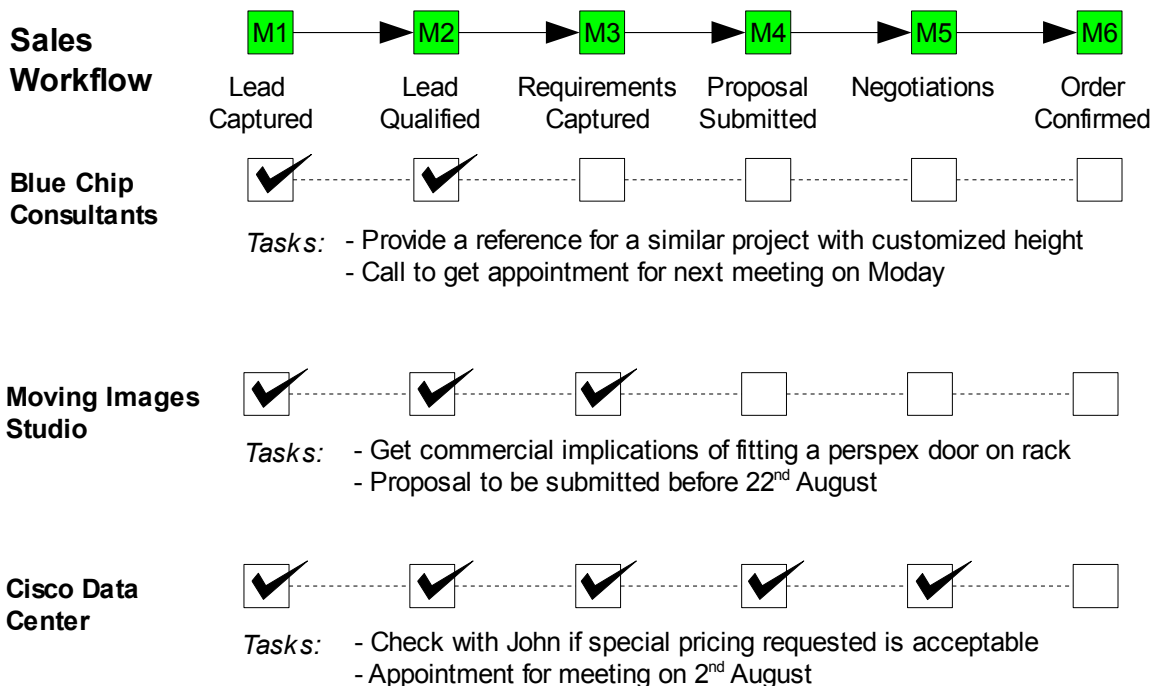 Sales
Workflow
M1 M2 M3 M4 M5 M6
Lead Lead Requirements Proposal Negotiations Order
Captured Qualified Captured Submitted Confirmed
Blue Chip
Consultants
Tasks: - Provide a reference for a similar project with customized height
- Call to get appointment for next meeting on Moday
Moving Images
Studio
Tasks: - Get commercial implications of fitting a perspex door on rack
- Proposal to be submitted before 22nd August
Cisco Data
Center
Tasks: - Check with John if special pricing requested is acceptable
- Appointment for meeting on 2nd August